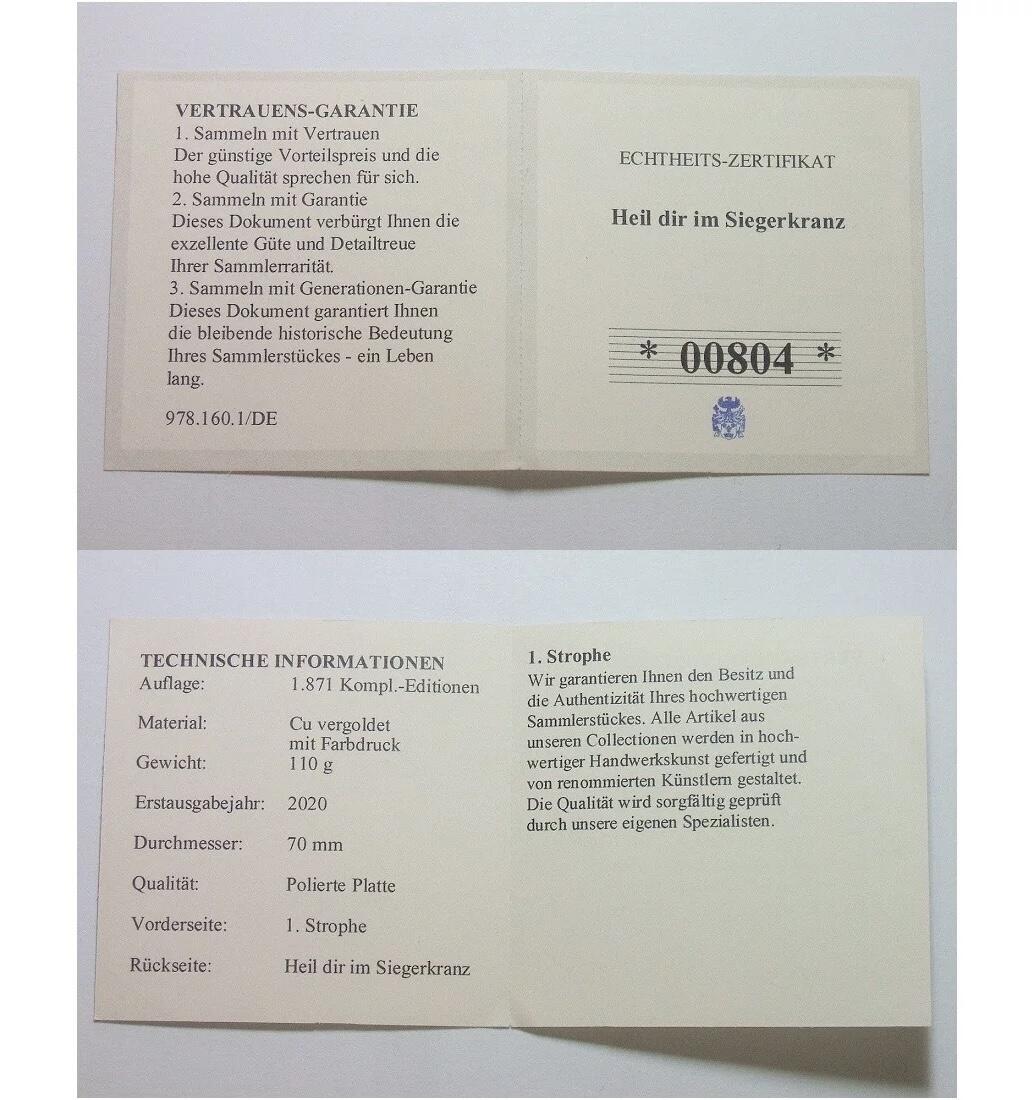 VERTRAUENS-GARANTIE
1. Sammeln mit Vertrauen
Der günstige Vorteilspreis und die
hohe Qualität sprechen für sich.
2. Sammeln mit Garantie
Dieses Dokument verbürgt Ihnen die
exzellente Güte und Detailtreue
Ihrer Sammlerrarität.
3. Sammeln mit Generationen-Garantie
Dieses Dokument garantiert Ihnen
die bleibende historische Bedeutung
Ihres Sammlerstückes - ein Leben
lang.
978.160.1/DE
ECHTHEITS-ZERTIFIKAT
Heil dir im Siegerkranz
* 00804 *
TECHNISCHE INFORMATIONEN
Auflage: 1.871 Kompl.-Editionen
Material: Cu vergoldet
mit Farbdruck
Gewicht: 110 g
Erstausgabejahr: 2020
Durchmesser: 70 mm
Qualität: Polierte Platte
Vorderseite: 1. Strophe
Rückseite: Heil dir im Siegerkranz
1. Strophe
Wir garantieren Ihnen den Besitz und
die Authentizität Ihres hochwertigen
Sammlerstückes. Alle Artikel aus
unseren Collectionen werden in hoch-
wertiger Handwerkskunst gefertigt und
von renommierten Künstlern gestaltet.
Die Qualität wird sorgfältig geprüft
durch unsere eigenen Spezialisten.